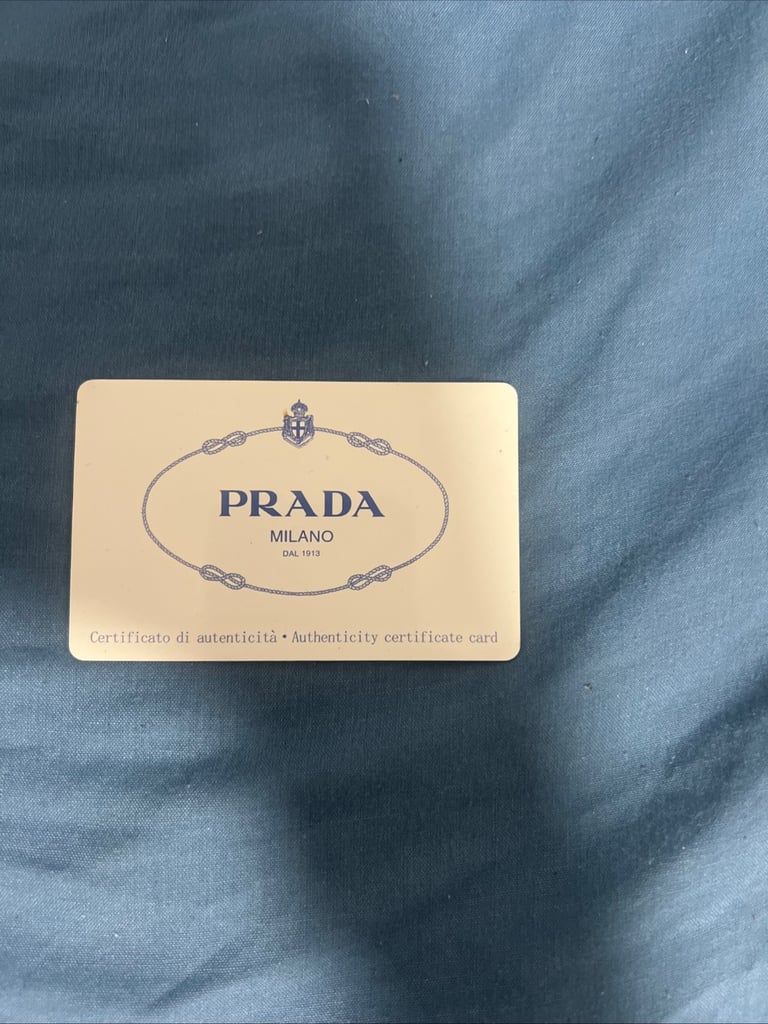 PRADA
MILANO
DAL 1913
Certificato di autenticità • Authenticity certificate card